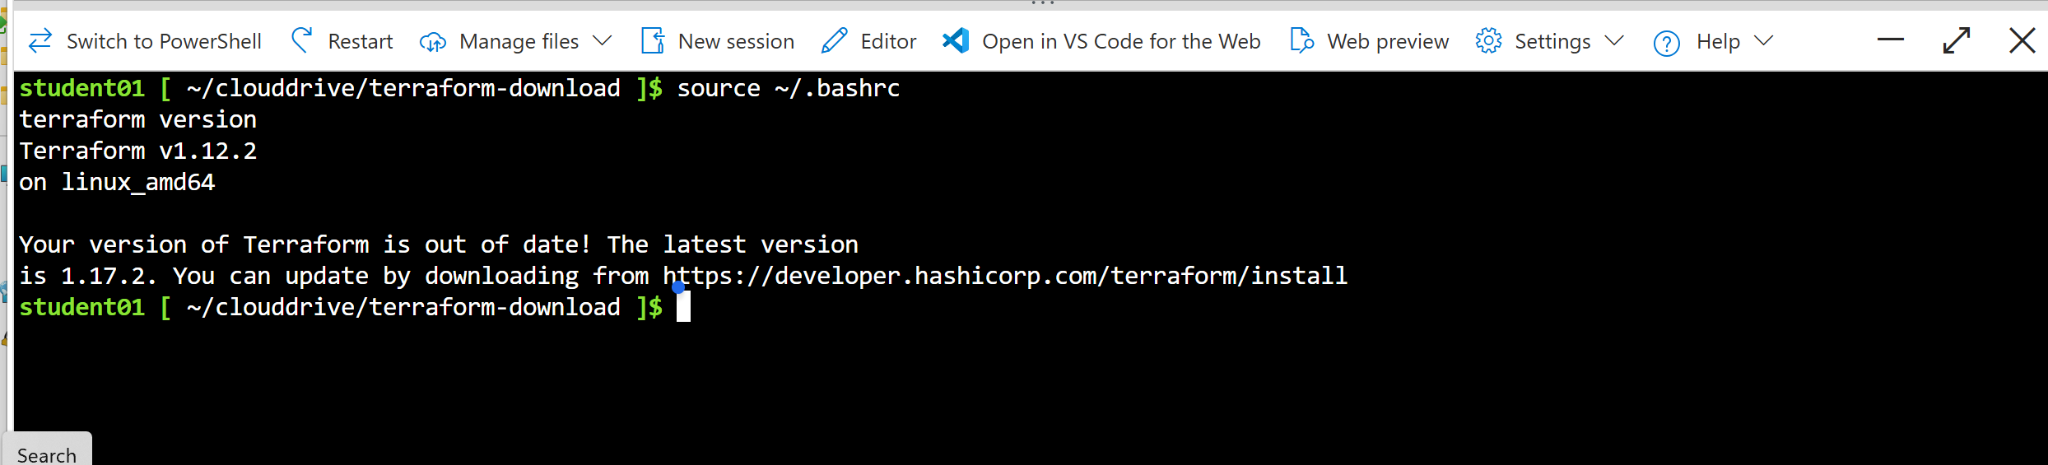 Switch to PowerShell Restart Manage files New session Editor Open in VS Code for the Web Web preview Settings Help
student01 [ ~/clouddrive/terraform-download ]$ source ~/.bashrc
terraform version
Terraform v1.12.2
on linux_amd64
Your version of Terraform is out of date! The latest version
is 1.17.2. You can update by downloading from https://developer.hashicorp.com/terraform/install
student01 [ ~/clouddrive/terraform-download ]$
Search